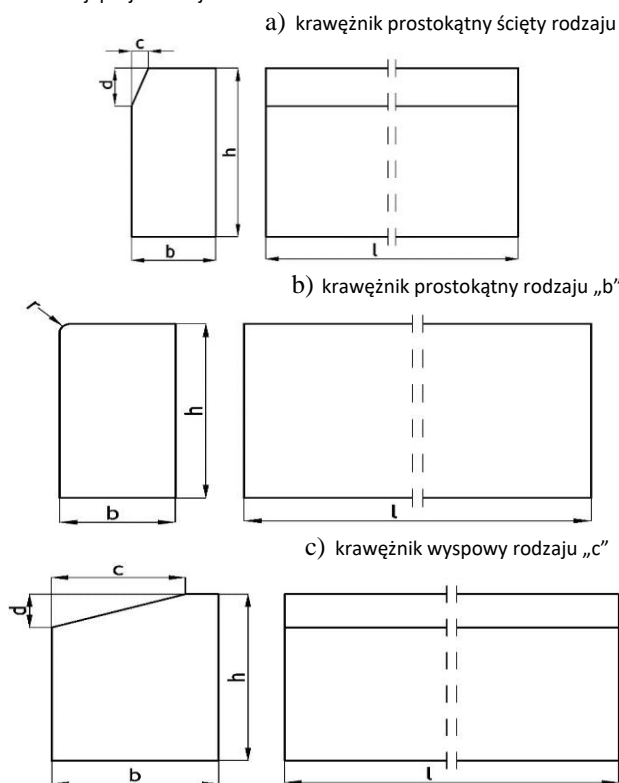 a) krawężnik prostokątny ścięty rodzaju
c
d
h
b
l
b) krawężnik prostokątny rodzaju „b”
r
h
b
l
c) krawężnik wyspowy rodzaju „c”
c
d
h
b
l